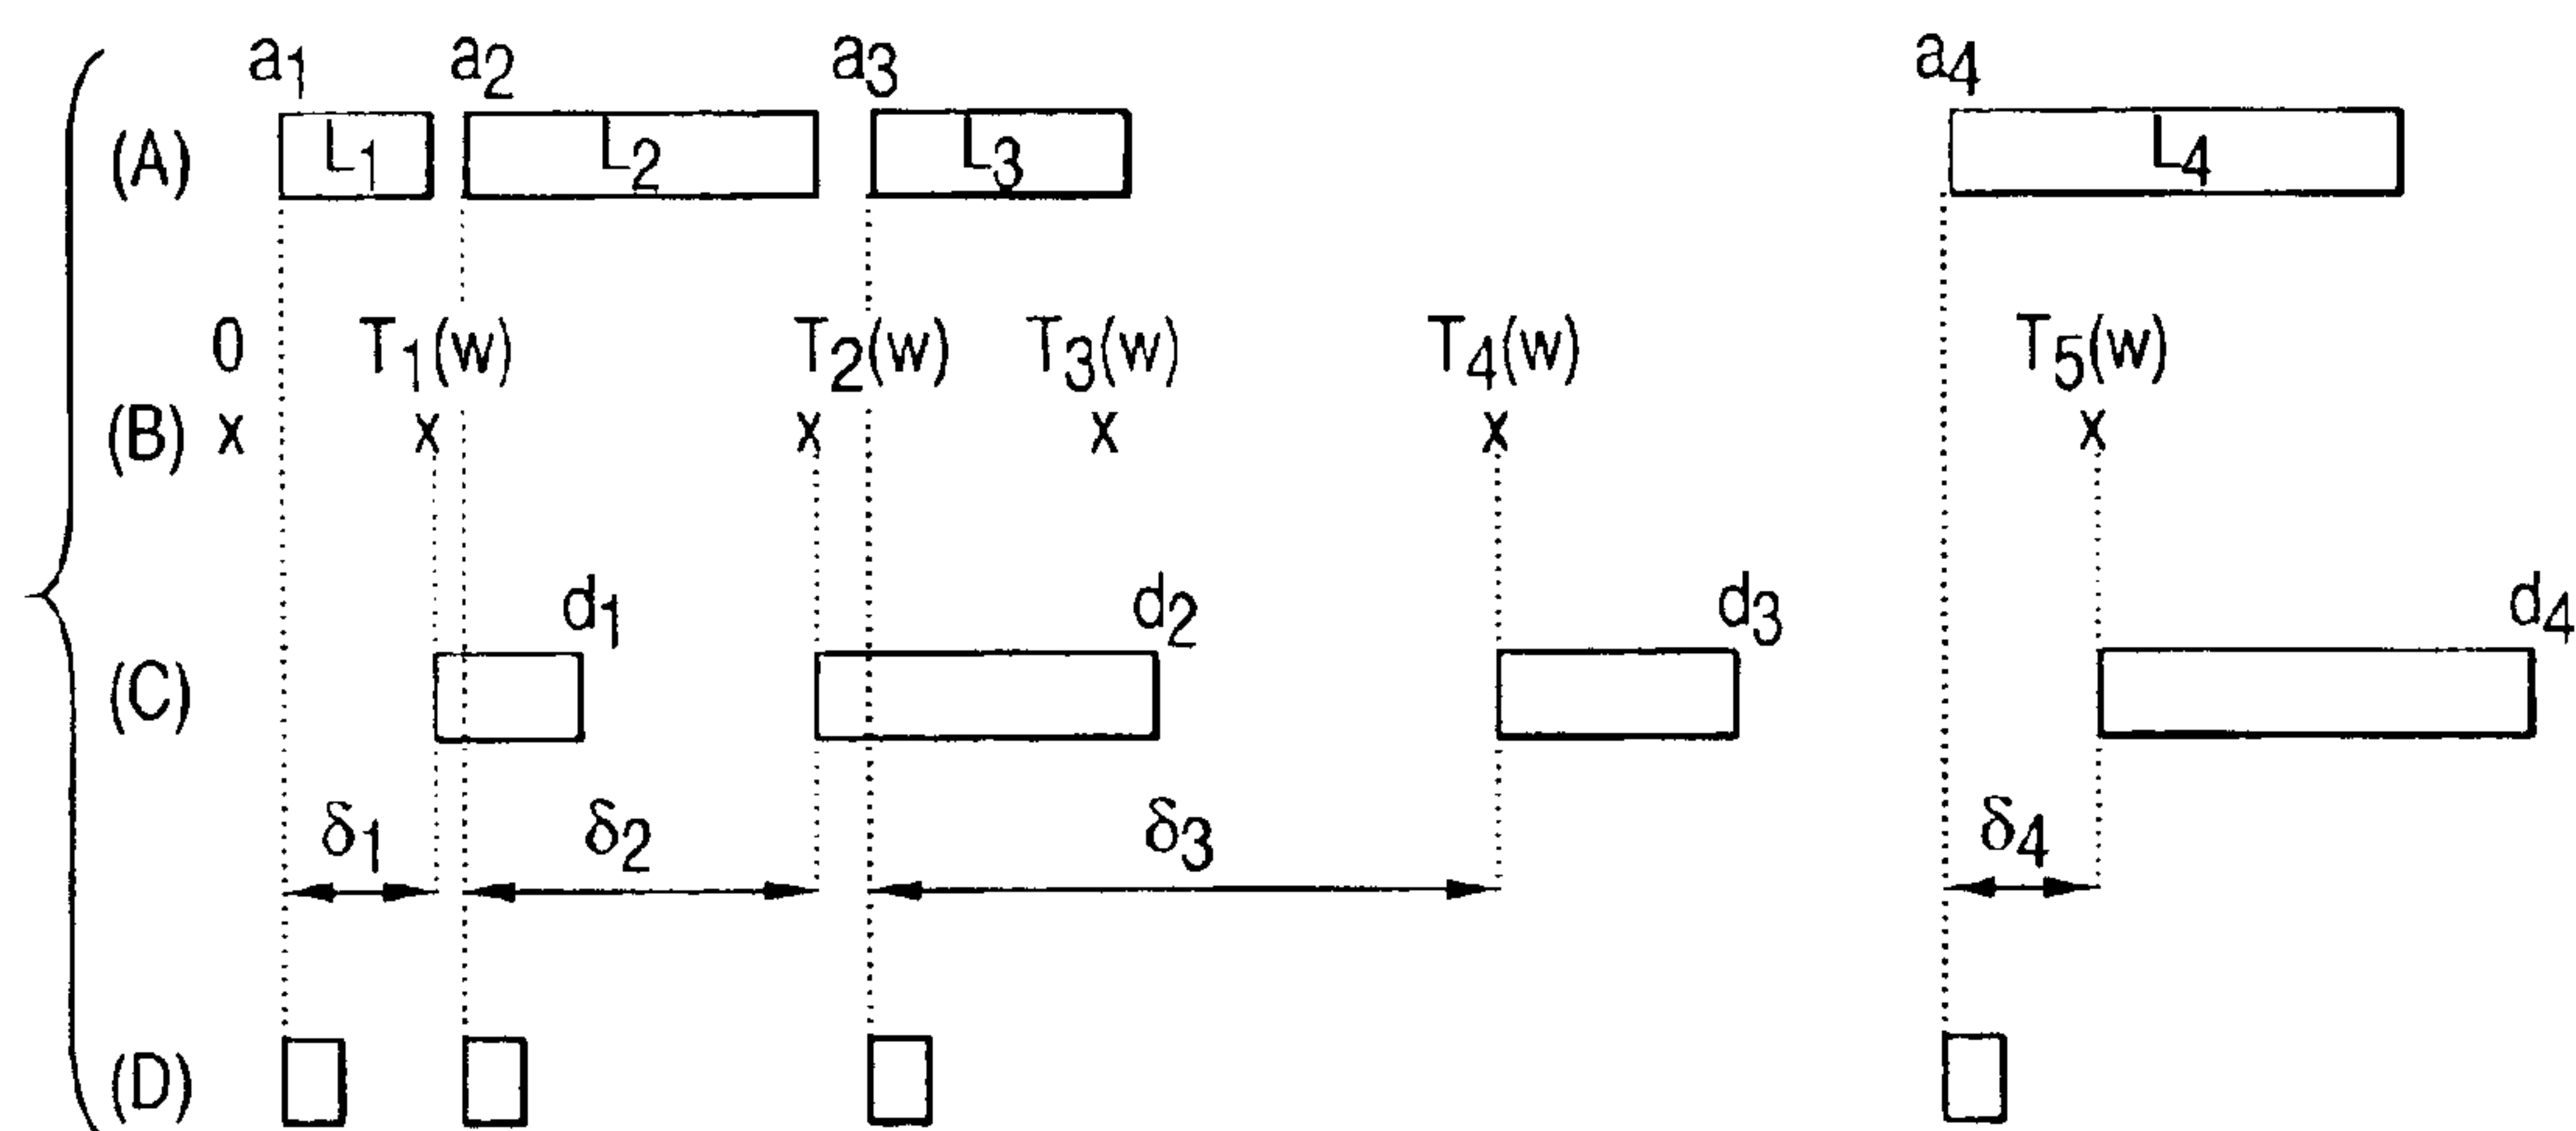 a1 a2 a3 a4
(A) L1 L2 L3 L4
0 T1(w) T2(w) T3(w) T4(w) T5(w)
(B) x x x x x x
d1 d2 d3 d4
(C)
δ1 δ2 δ3 δ4
(D)